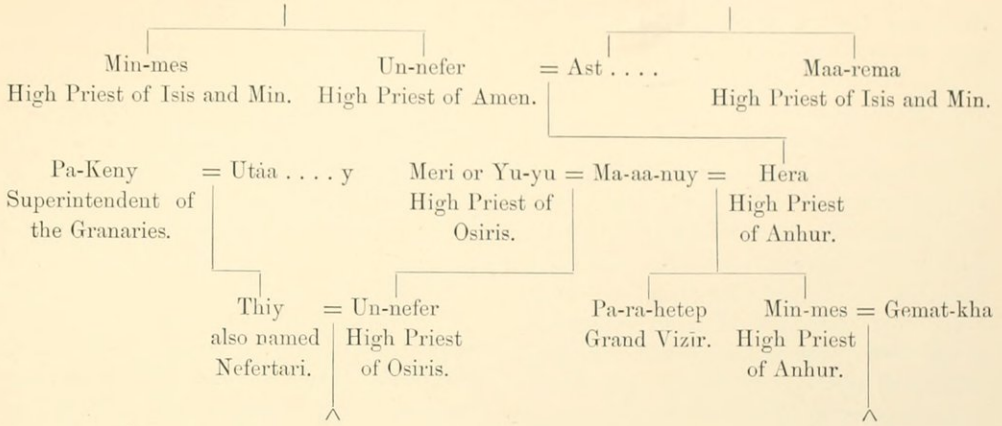 Min-mes Un-nefer = Ast . . . . Maa-rema
High Priest of Isis and Min. High Priest of Amen. High Priest of Isis and Min.
Pa-Keny = Utȧa . . . . y Meri or Yu-yu = Ma-aa-nuy = Hera
Superintendent of High Priest of High Priest
the Granaries. Osiris. of Anhur.
Thiy = Un-nefer Pa-ra-hetep Min-mes = Gemat-kha
also named High Priest Grand Vizīr. High Priest
Nefertari. of Osiris. of Anhur.